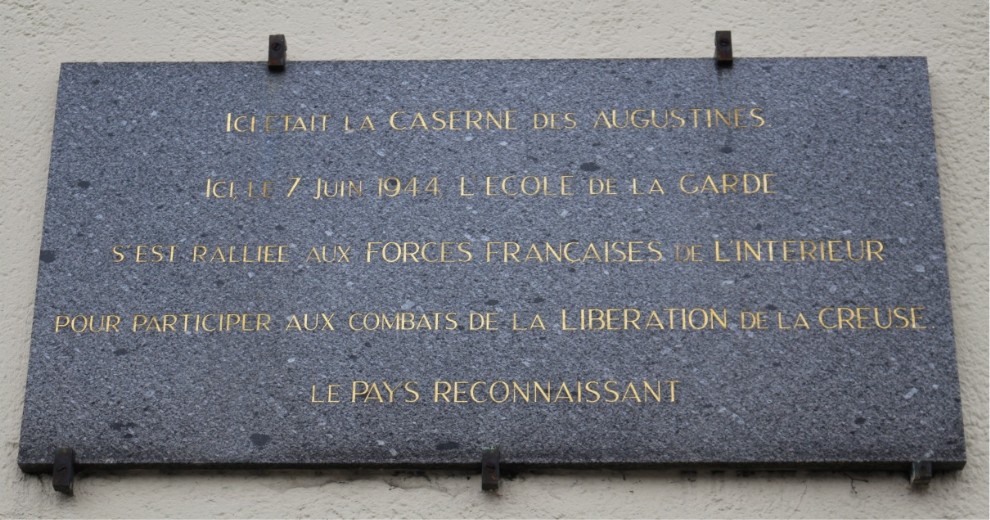 ICI ETAIT LA CASERNE DES AUGUSTINES
ICI, LE 7 JUIN 1944 L'ECOLE DE LA GARDE
S'EST RALLIEE AUX FORCES FRANÇAISES DE L'INTERIEUR
POUR PARTICIPER AUX COMBATS DE LA LIBERATION DE LA CREUSE
LE PAYS RECONNAISSANT